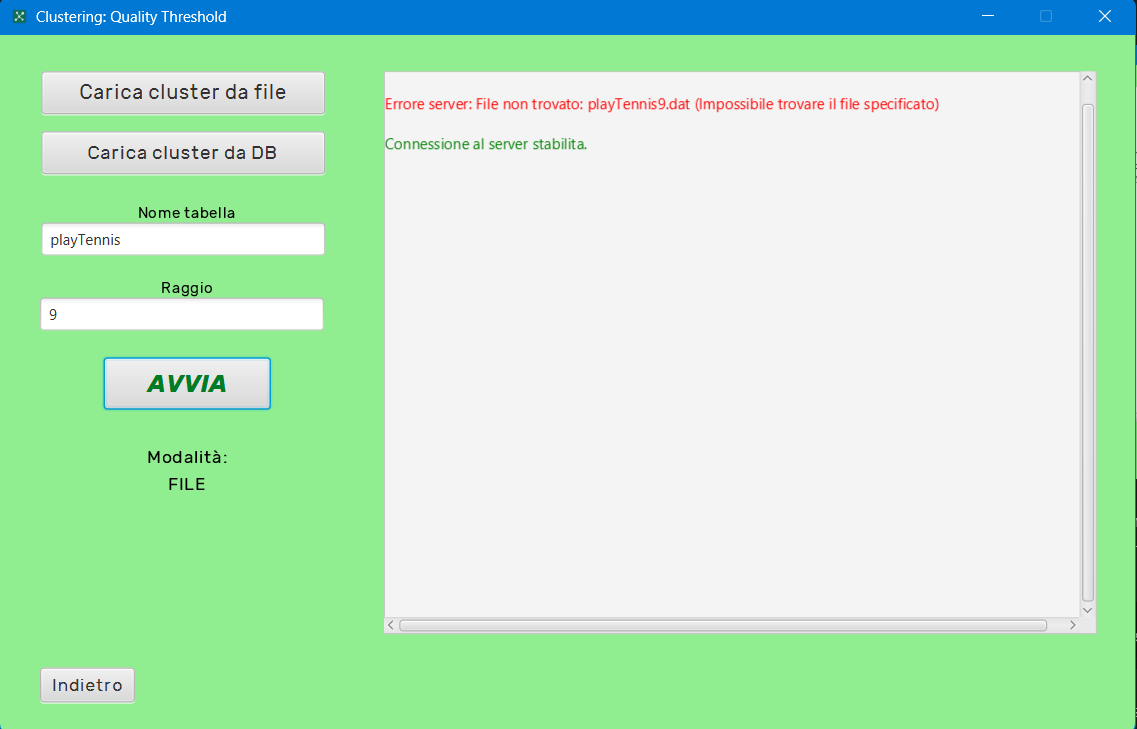 Clustering: Quality Threshold
Carica cluster da file
Carica cluster da DB
Nome tabella
playTennis
Raggio
9
AVVIA
Modalità:
FILE
Indietro
Errore server: File non trovato: playTennis9.dat (Impossibile trovare il file specificato)
Connessione al server stabilita.